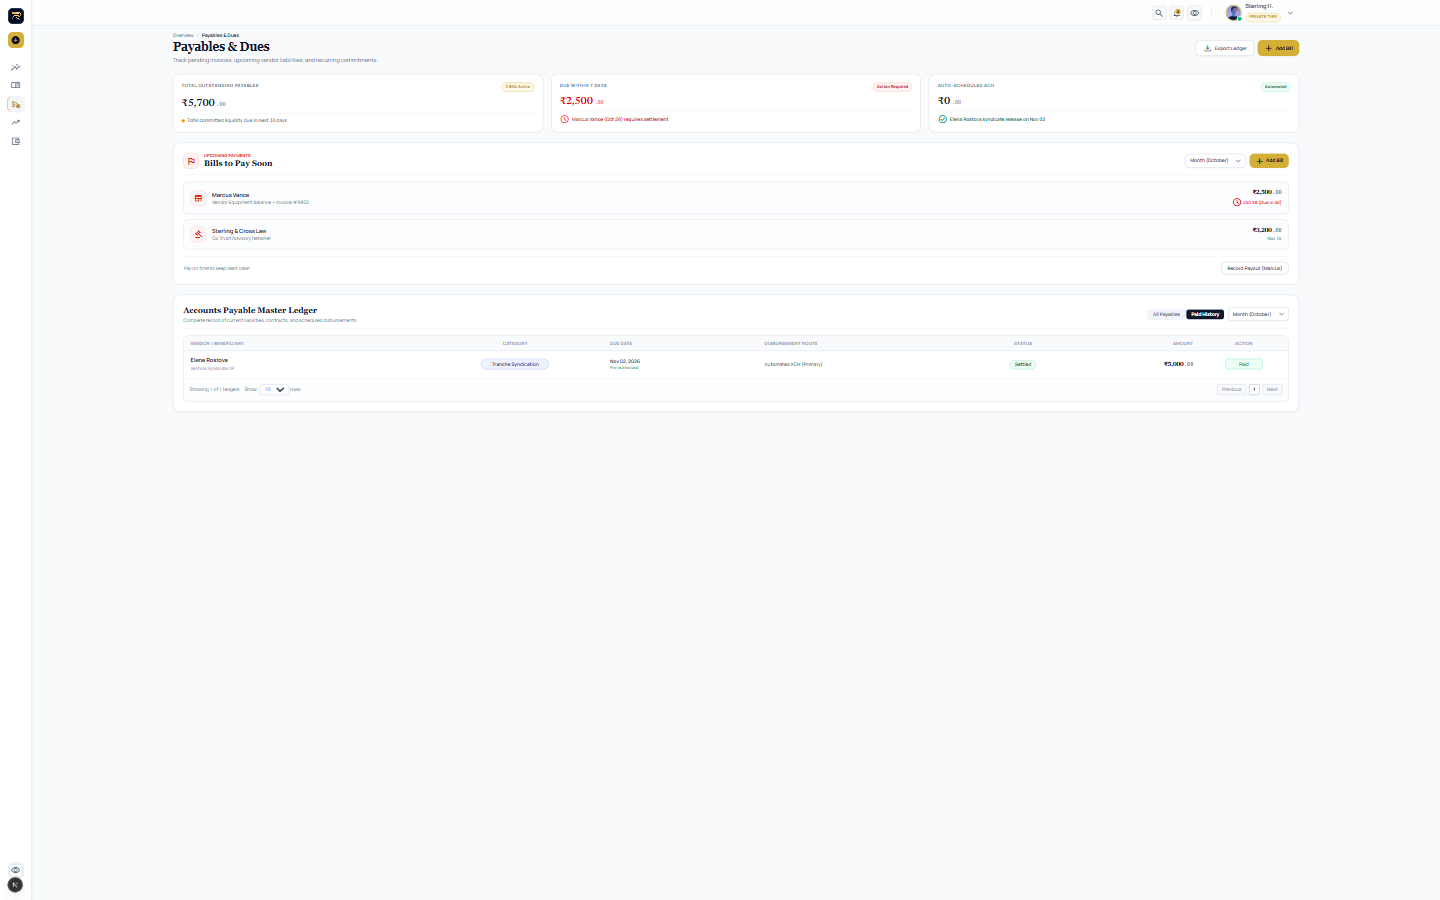 Sterling H.
PRIVATE TIER
Overview / Payables & Dues
Payables & Dues
Track pending invoices, upcoming vendor liabilities, and recurring commitments.
Export Ledger
Add Bill
TOTAL OUTSTANDING PAYABLES
2 Bills Active
₹5,700 .00
Total committed liquidity due in next 30 days
DUE WITHIN 7 DAYS
Action Required
₹2,500 .00
Marcus Vance (Oct 28) requires settlement
AUTO-SCHEDULED ACH
Automated
₹0 .00
Elena Rostova syndicate release on Nov 02
UPCOMING PAYMENTS
Bills to Pay Soon
Month (October)
Add Bill
Marcus Vance
Vendor Equipment Balance • Invoice #9902
₹2,500 .00
Oct 28 (Due in 3d)
Sterling & Cross Law
Q4 Trust Advisory Retainer
₹3,200 .00
Nov 15
Pay on time to keep debt clear
Record Payout (Marcus)
Accounts Payable Master Ledger
Complete record of current liabilities, contracts, and scheduled disbursements
All Payables
Paid History
Month (October)
VENDOR / BENEFICIARY
CATEGORY
DUE DATE
DISBURSEMENT ROUTE
STATUS
AMOUNT
ACTION
Elena Rostova
Venture Syndicate GP
Tranche Syndication
Nov 02, 2026
Pre-authorized
Automated ACH (Primary)
Settled
₹5,000 .00
Paid
Showing 1 of 1 ledgers Show 10 rows
Previous 1 Next
N